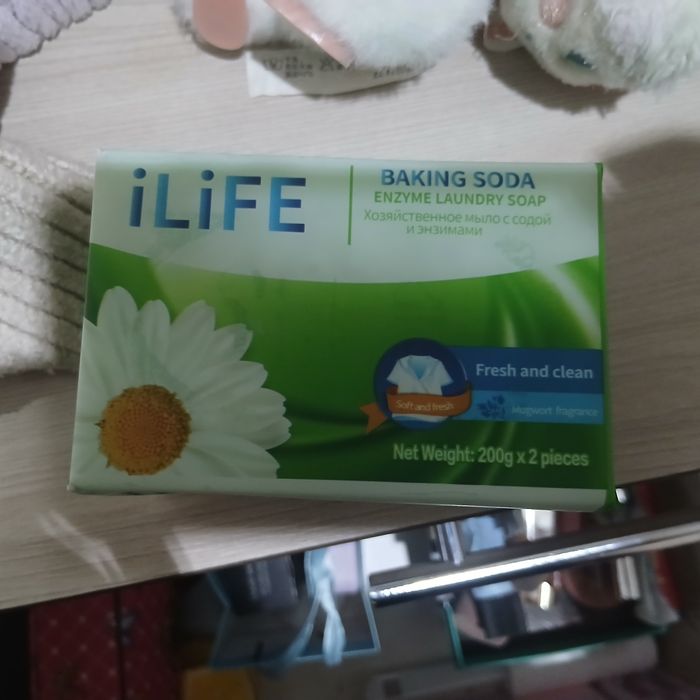 iLiFE
BAKING SODA
ENZYME LAUNDRY SOAP
Хозяйственное мыло с содой
и энзимами
Fresh and clean
Soft and fresh
Mugwort fragrance
Net Weight: 200g x 2 pieces